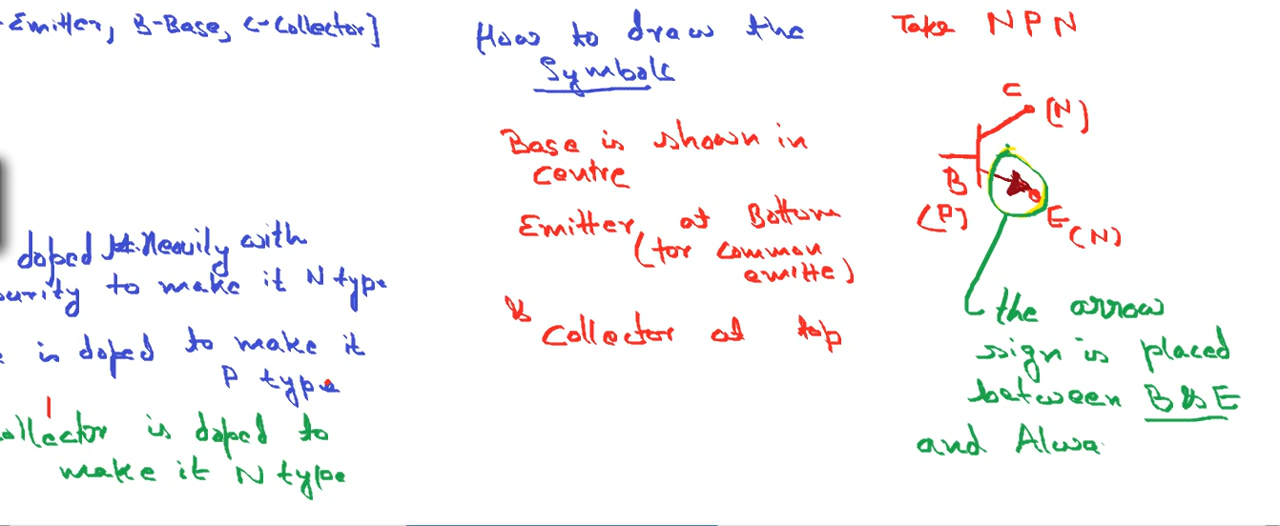 -Emitter, B-Base, C-Collector]
doped Heavily with
purity to make it N type
e is doped to make it
P type
ollector is doped to
make it N type
How to draw the
Symbols
Base is shown in
centre
Emitter at Bottom
(for common
emitte)
& Collector at top
Take NPN
C
(N)
B
(P)
E
(N)
the arrow
sign is placed
between B & E
and Alwa